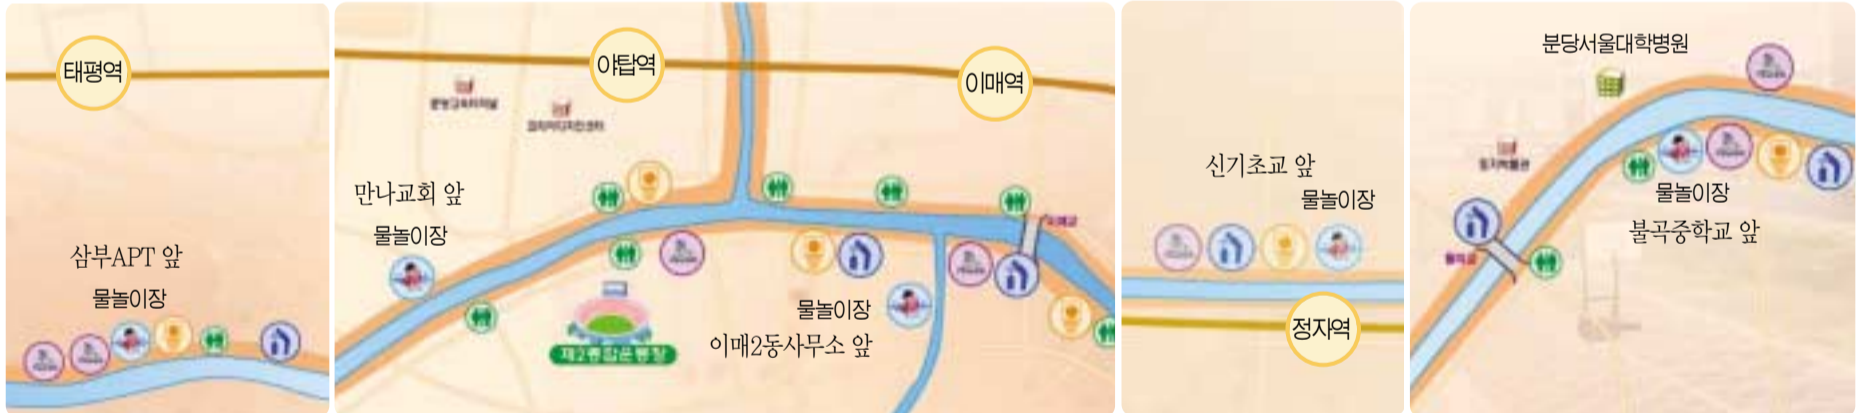 태평역
삼부APT 앞
물놀이장
야탑역
이매역
만나교회 앞
물놀이장
제2종합운동장
물놀이장
이매2동사무소 앞
신기초교 앞
물놀이장
정자역
분당서울대학병원
물놀이장
불곡중학교 앞